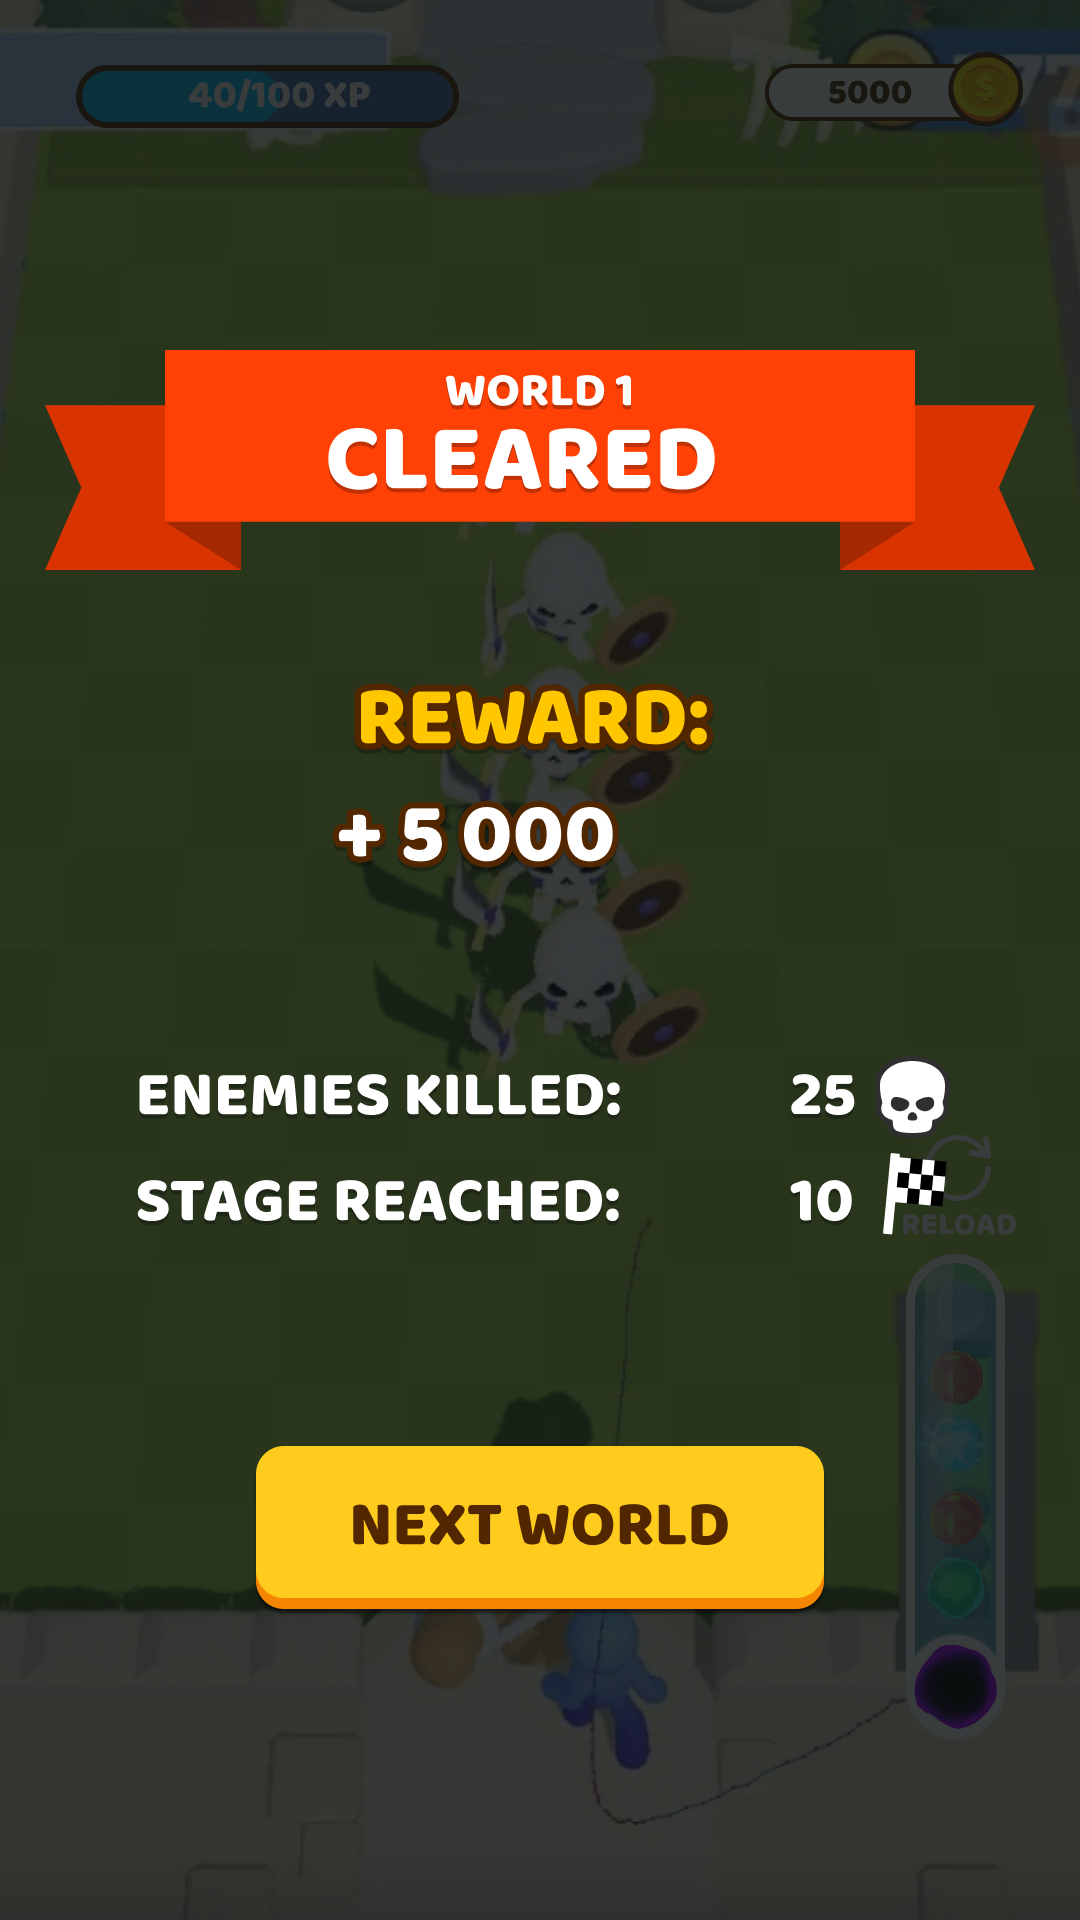 40/100 XP
5000
WORLD 1
CLEARED
REWARD:
+ 5 000
ENEMIES KILLED: 25
STAGE REACHED: 10
RELOAD
NEXT WORLD